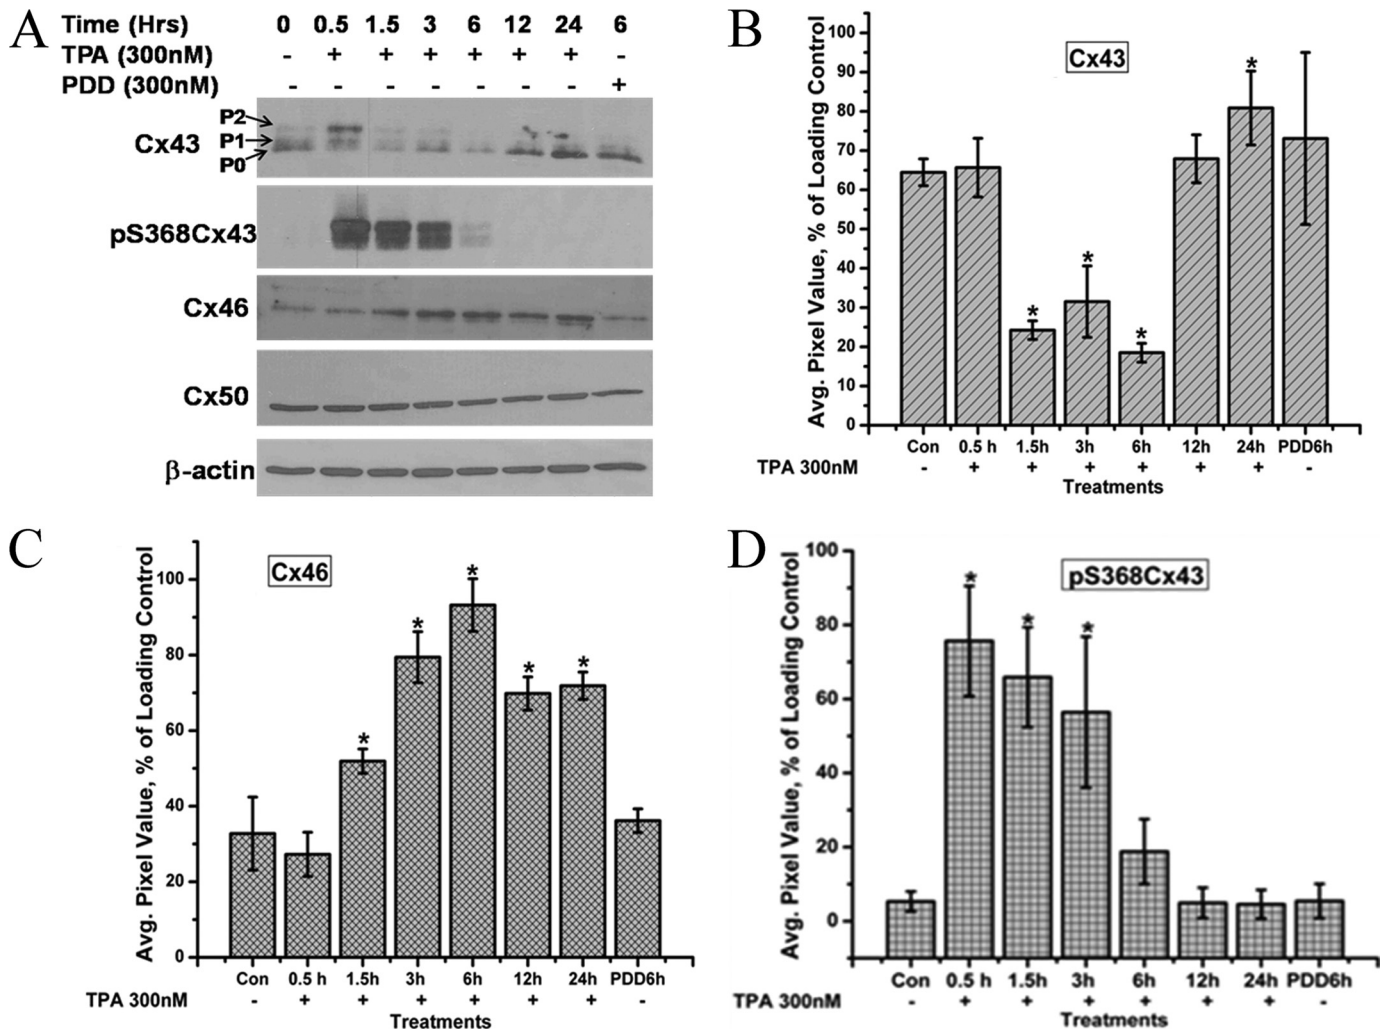 A
Time (Hrs) 0 0.5 1.5 3 6 12 24 6
TPA (300nM) - + + + + + + -
PDD (300nM) - - - - - - - +
P2
Cx43 P1
P0
pS368Cx43
Cx46
Cx50
β-actin
B
Cx43
Avg. Pixel Value, % of Loading Control
100
90
80
70
60
50
40
30
20
10
0
* * * *
Con 0.5 h 1.5h 3h 6h 12h 24h PDD6h
TPA 300nM - + + + + + + -
Treatments
C
Cx46
Avg. Pixel Value, % of Loading Control
100
80
60
40
20
0
* * * * *
Con 0.5 h 1.5h 3h 6h 12h 24h PDD6h
TPA 300nM - + + + + + + -
Treatments
D
pS368Cx43
Avg. Pixel Value, % of Loading Control
100
80
60
40
20
0
* * *
Con 0.5 h 1.5h 3h 6h 12h 24h PDD6h
TPA 300nM - + + + + + + -
Treatments